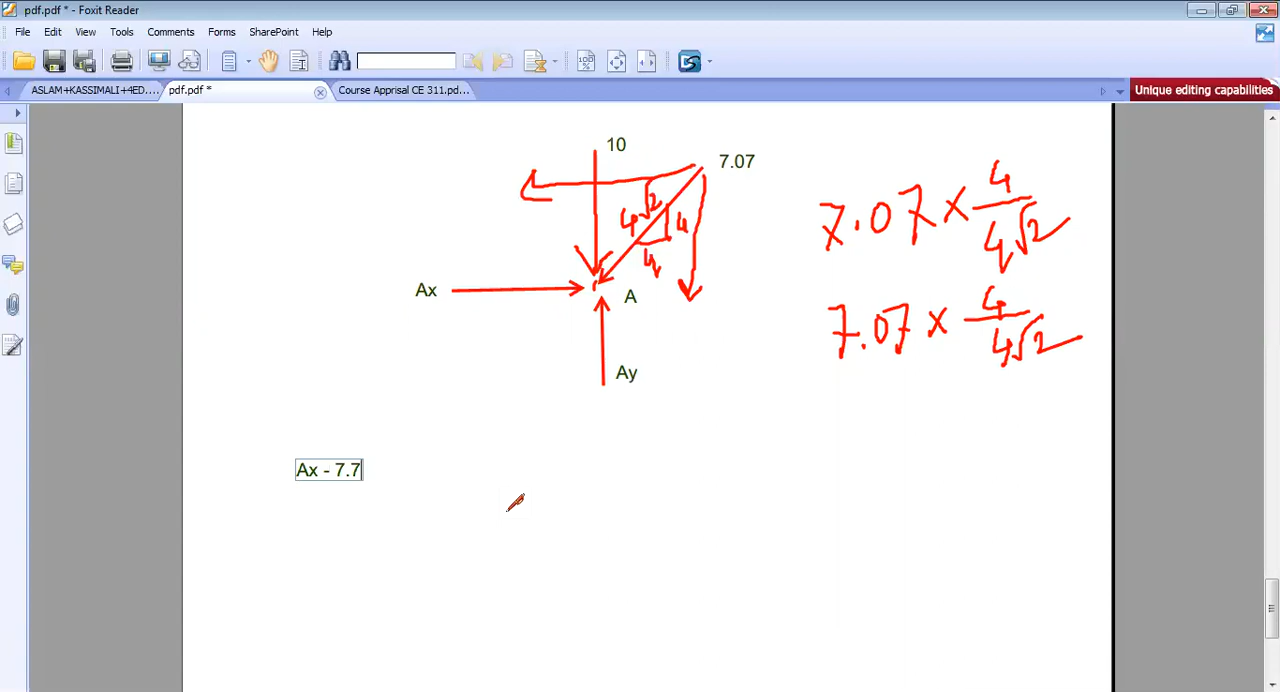 pdf.pdf * - Foxit Reader
File Edit View Tools Comments Forms SharePoint Help
ASLAM+KASSIMALI+4ED.... pdf.pdf * Course Apprisal CE 311.pd... Unique editing capabilities
10
7.07
4√2
4
4
Ax
A
Ay
7.07 × 4/4√2
7.07 × 4/4√2
Ax - 7.7